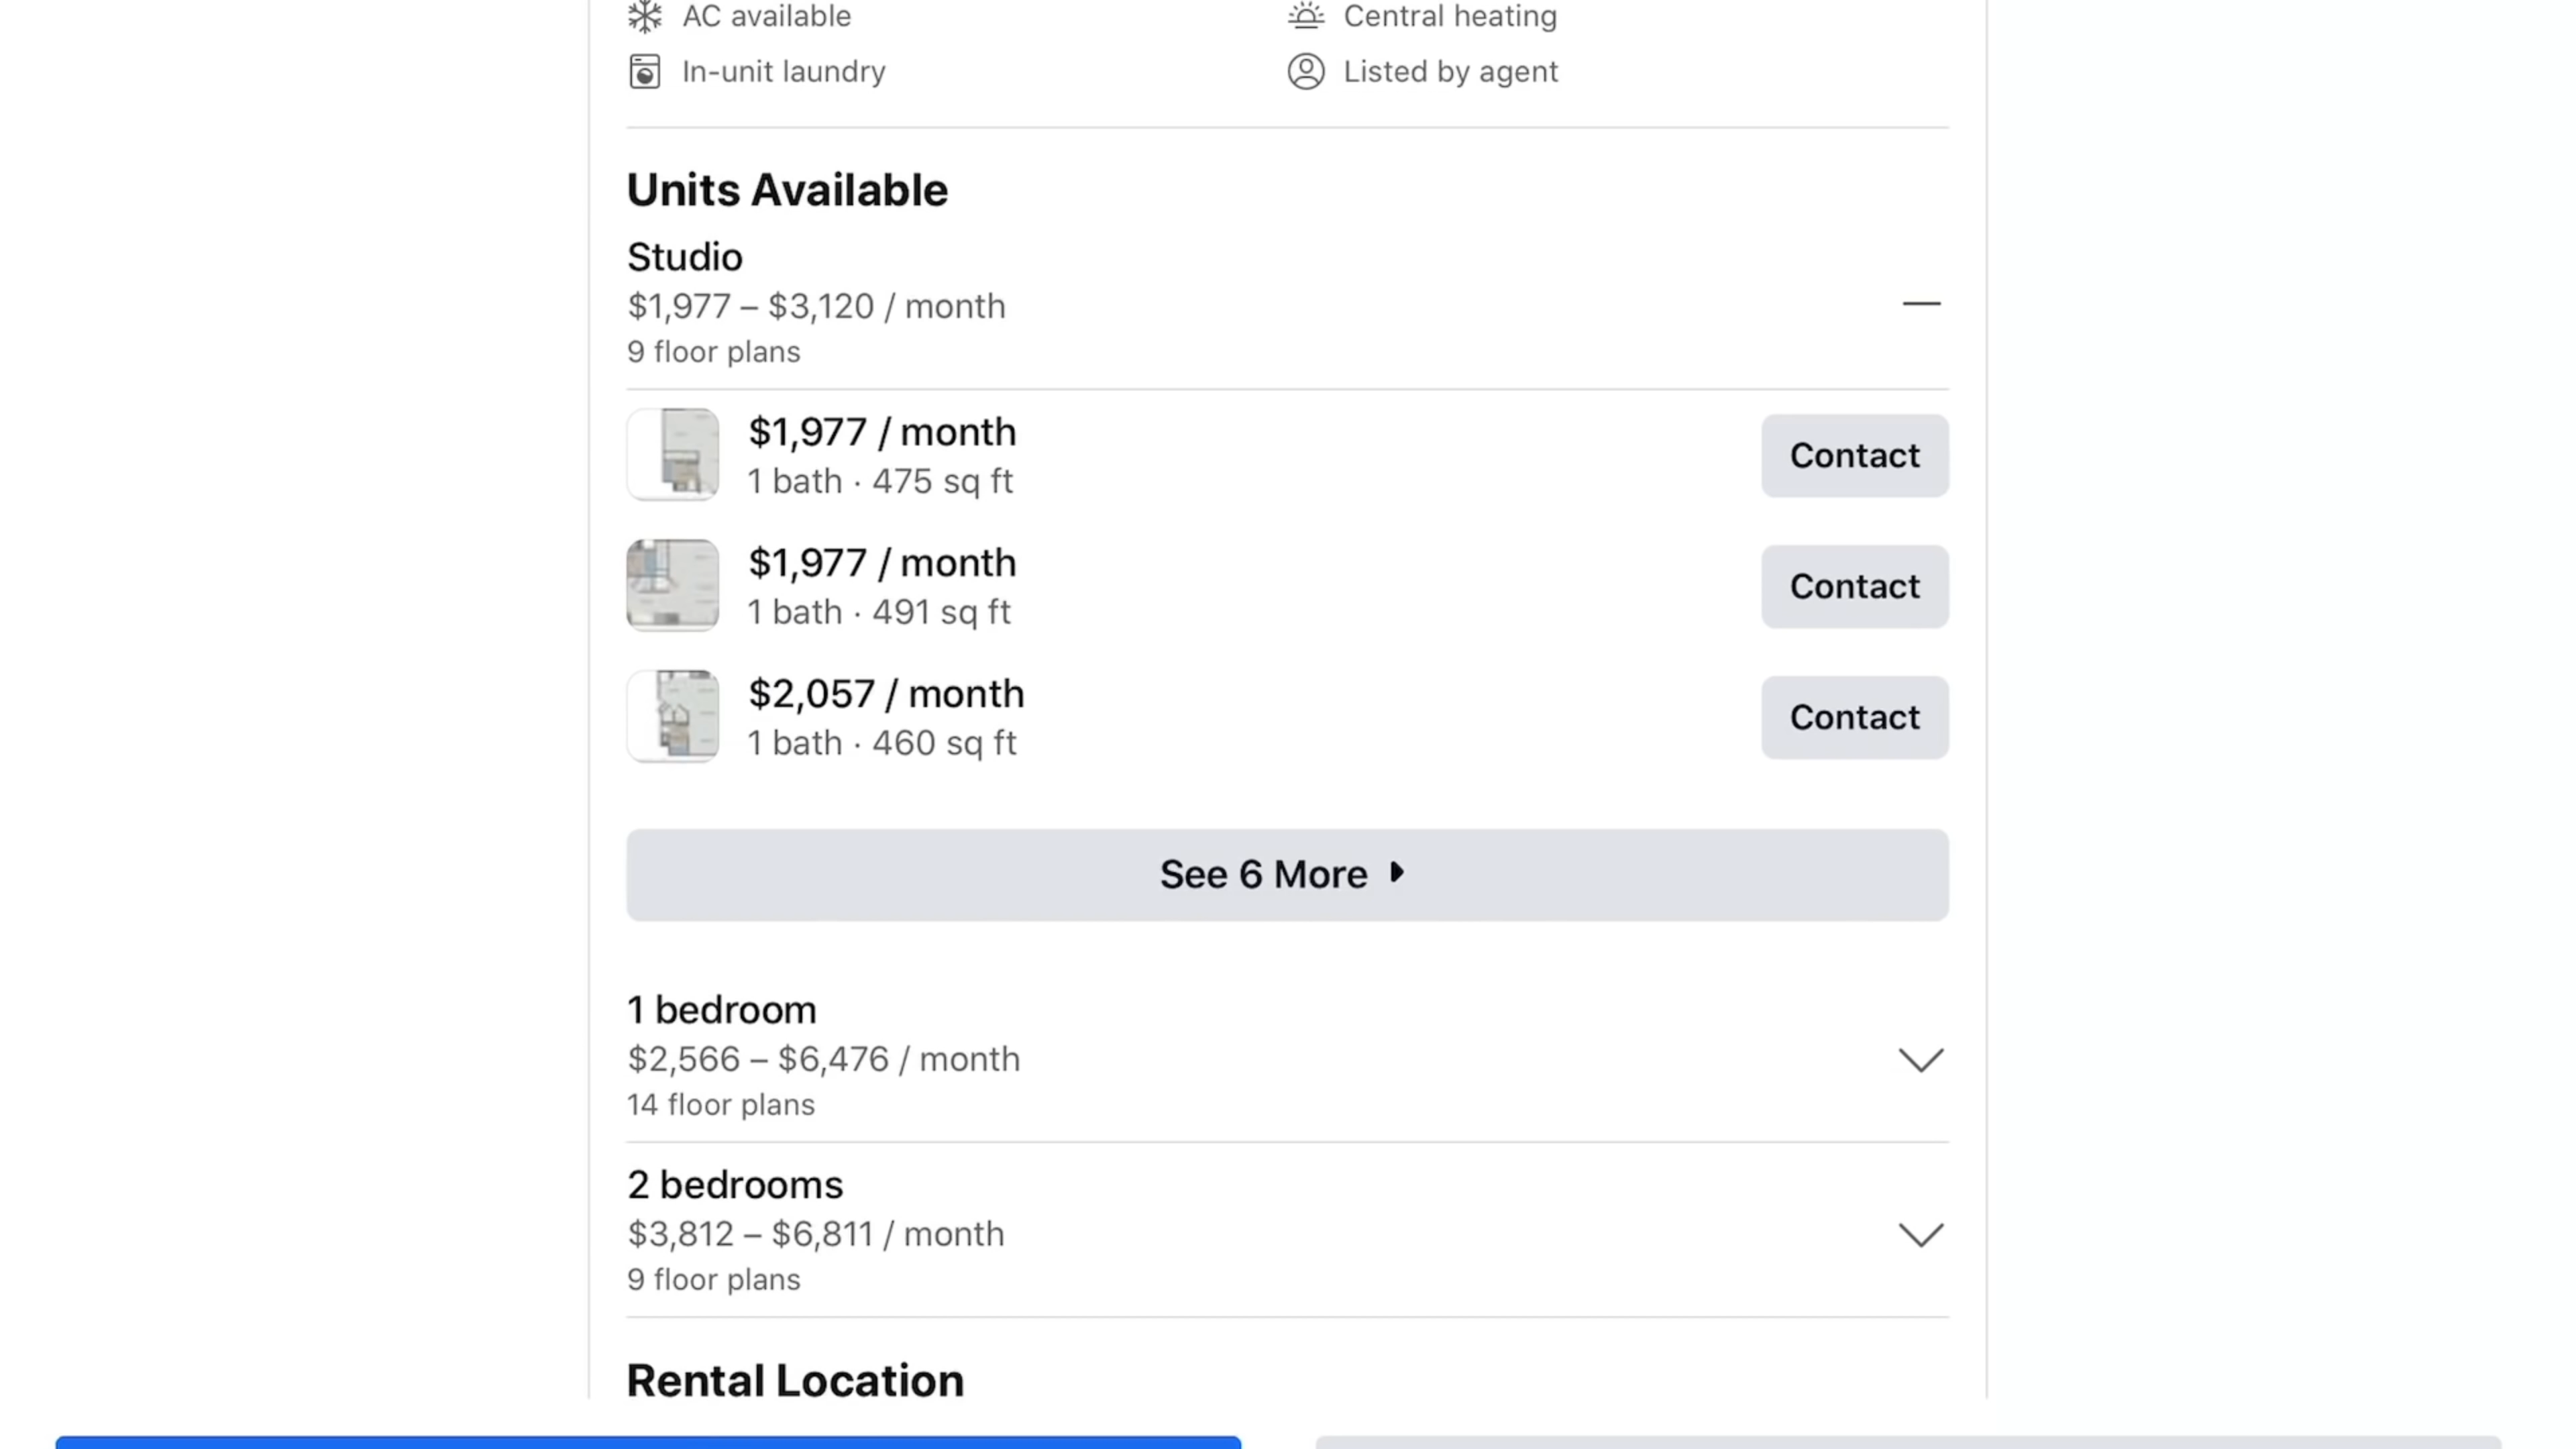 AC available
Central heating
In-unit laundry
Listed by agent
Units Available
Studio
$1,977 – $3,120 / month
9 floor plans
$1,977 / month
1 bath · 475 sq ft
Contact
$1,977 / month
1 bath · 491 sq ft
Contact
$2,057 / month
1 bath · 460 sq ft
Contact
See 6 More
1 bedroom
$2,566 – $6,476 / month
14 floor plans
2 bedrooms
$3,812 – $6,811 / month
9 floor plans
Rental Location